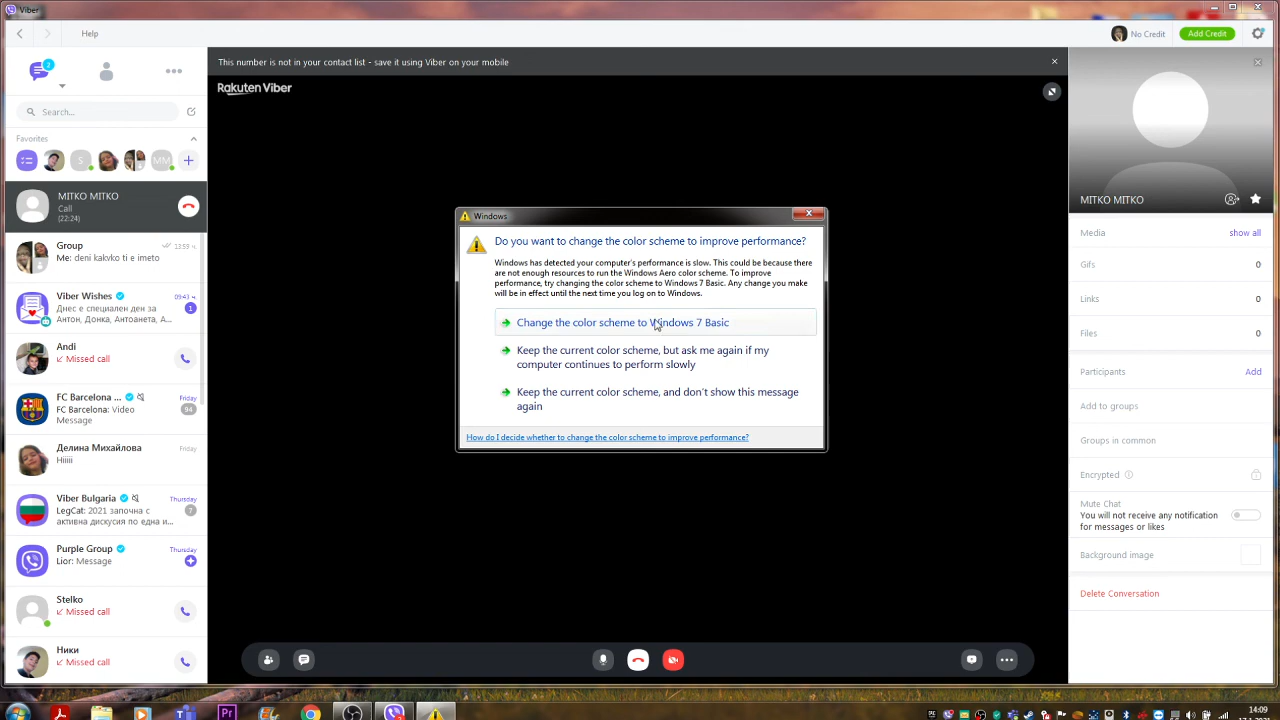 Viber
Help
No Credit
Add Credit
2
This number is not in your contact list - save it using Viber on your mobile
Rakuten Viber
Search...
Favorites
S
MM
MITKO MITKO
Call
(22:24)
Group
13:59 ч.
Me: deni kakvko ti e imeto
Viber Wishes
09:43 ч.
Днес е специален ден за
Антон, Донка, Антоанета, А...
1
Andi
Missed call
FC Barcelona ...
Friday
FC Barcelona: Video
Message
94
Делина Михайлова
Friday
Hiiiii
Viber Bulgaria
Thursday
LegCat: 2021 започна с
активна дискусия по една и...
7
Purple Group
Thursday
Lior: Message
Stelko
Missed call
Ники
Missed call
Windows
Do you want to change the color scheme to improve performance?
Windows has detected your computer's performance is slow. This could be because there
are not enough resources to run the Windows Aero color scheme. To improve
performance, try changing the color scheme to Windows 7 Basic. Any change you make
will be in effect until the next time you log on to Windows.
Change the color scheme to Windows 7 Basic
Keep the current color scheme, but ask me again if my
computer continues to perform slowly
Keep the current color scheme, and don't show this message
again
How do I decide whether to change the color scheme to improve performance?
MITKO MITKO
Media
show all
Gifs
0
Links
0
Files
0
Participants
Add
Add to groups
Groups in common
Encrypted
Mute Chat
You will not receive any notification
for messages or likes
Background image
Delete Conversation
Pr
14:09